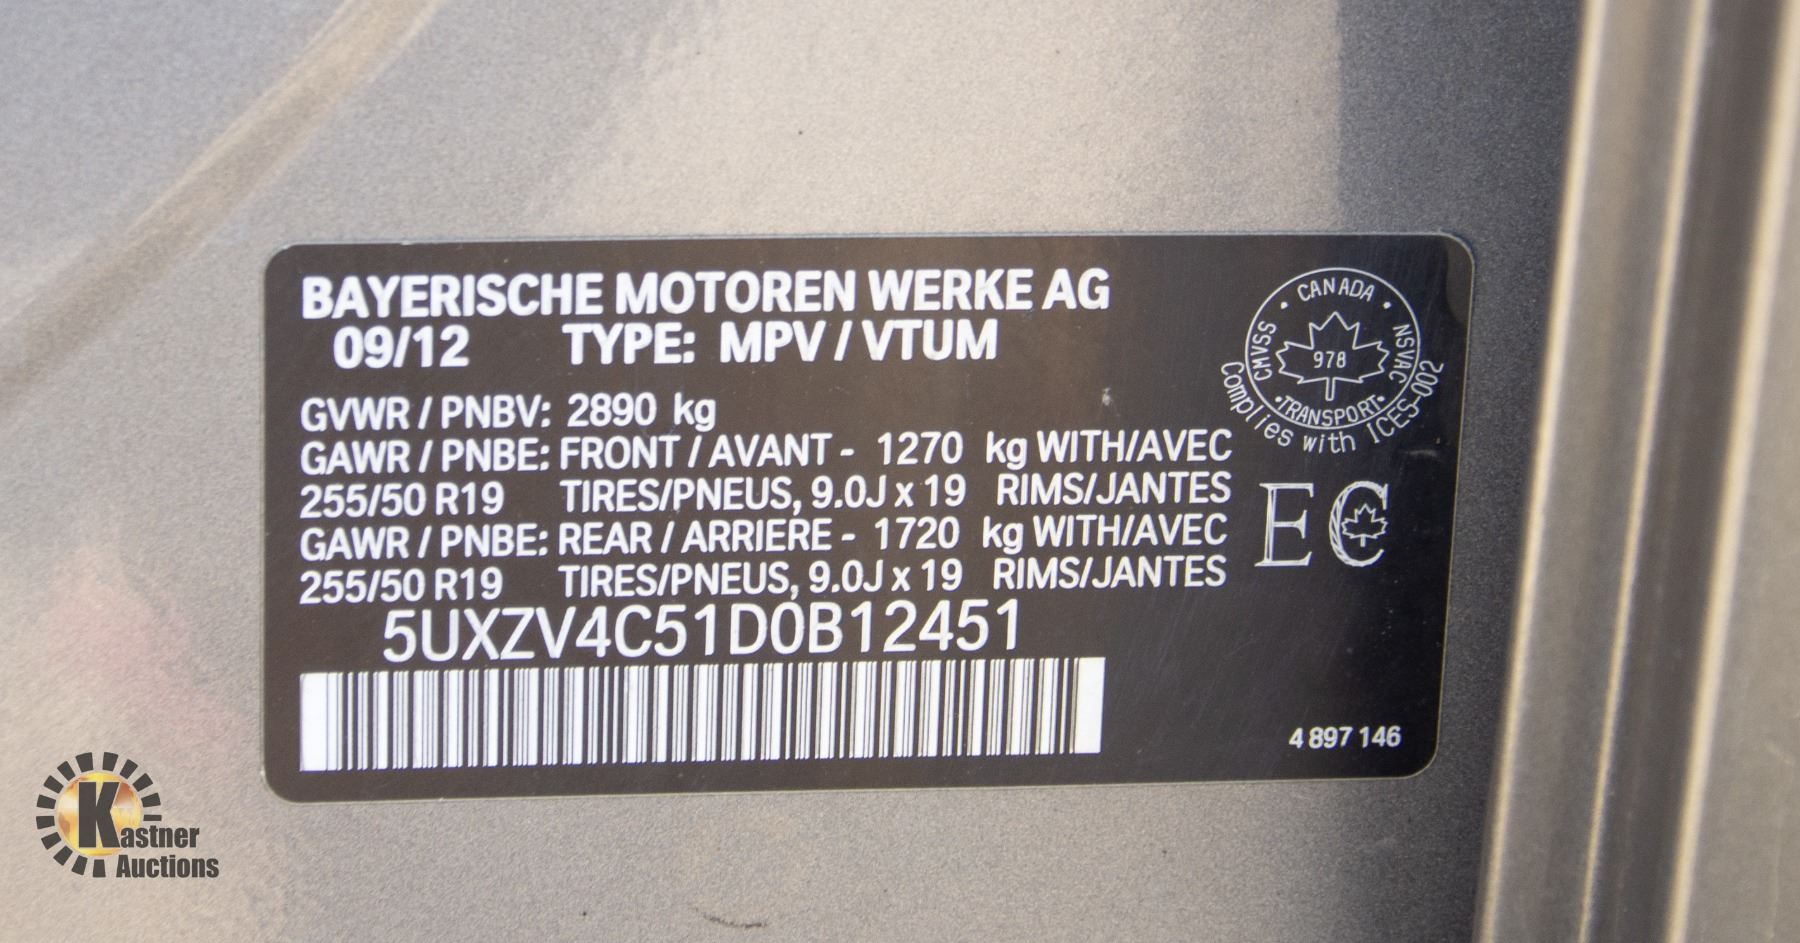 BAYERISCHE MOTOREN WERKE AG
09/12 TYPE: MPV / VTUM
GVWR / PNBV: 2890 kg
GAWR / PNBE: FRONT / AVANT - 1270 kg WITH/AVEC
255/50 R19 TIRES/PNEUS, 9.0J x 19 RIMS/JANTES
GAWR / PNBE: REAR / ARRIERE - 1720 kg WITH/AVEC
255/50 R19 TIRES/PNEUS, 9.0J x 19 RIMS/JANTES
5UXZV4C51D0B12451
CANADA
CMVSS
978
NSVAC
TRANSPORT
Complies with ICES-002
EC
4 897 146
Kastner
Auctions